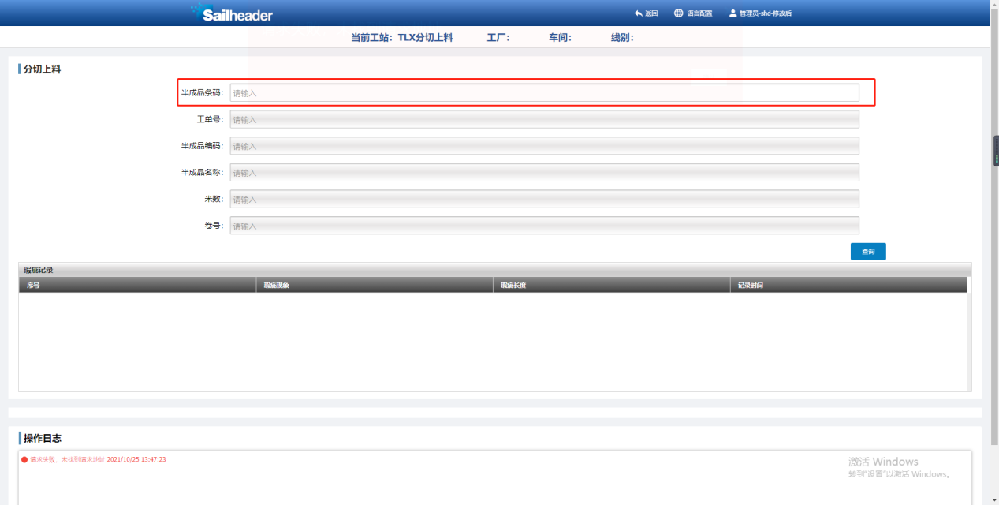 Sailheader
返回 语言配置 管理员-shd-修改后
当前工站：TLX分切上料 工厂： 车间： 线别：
分切上料
半成品条码： 请输入
工单号： 请输入
半成品编码： 请输入
半成品名称： 请输入
米数： 请输入
卷号： 请输入
查询
瑕疵记录
序号 瑕疵现象 瑕疵长度 记录时间
操作日志
请求失败，未找到请求地址 2021/10/25 13:47:23
激活 Windows
转到"设置"以激活 Windows。